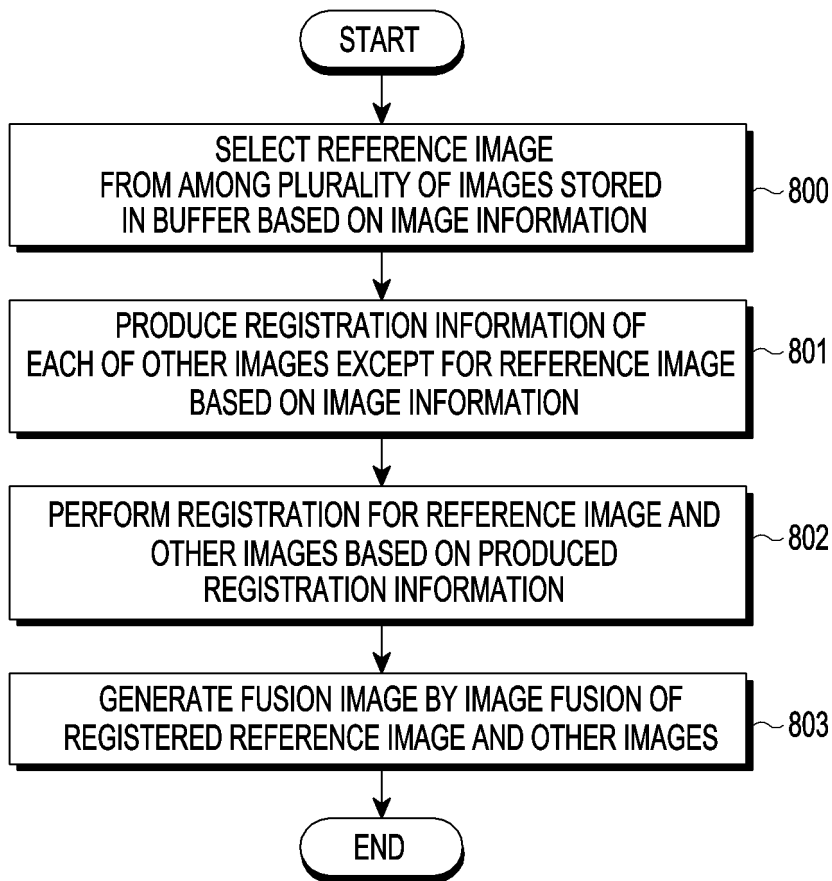 START
SELECT REFERENCE IMAGE
FROM AMONG PLURALITY OF IMAGES STORED
IN BUFFER BASED ON IMAGE INFORMATION
800
PRODUCE REGISTRATION INFORMATION OF
EACH OF OTHER IMAGES EXCEPT FOR REFERENCE IMAGE
BASED ON IMAGE INFORMATION
801
PERFORM REGISTRATION FOR REFERENCE IMAGE AND
OTHER IMAGES BASED ON PRODUCED
REGISTRATION INFORMATION
802
GENERATE FUSION IMAGE BY IMAGE FUSION OF
REGISTERED REFERENCE IMAGE AND OTHER IMAGES
803
END